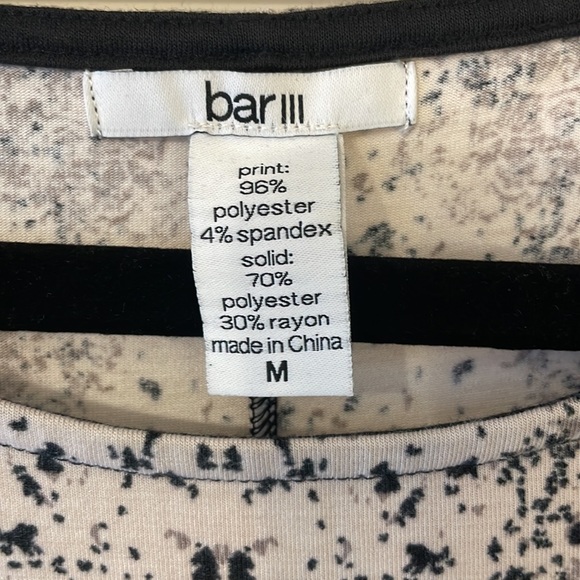 bar III
print:
96%
polyester
4% spandex
solid:
70%
polyester
30% rayon
made in China
M